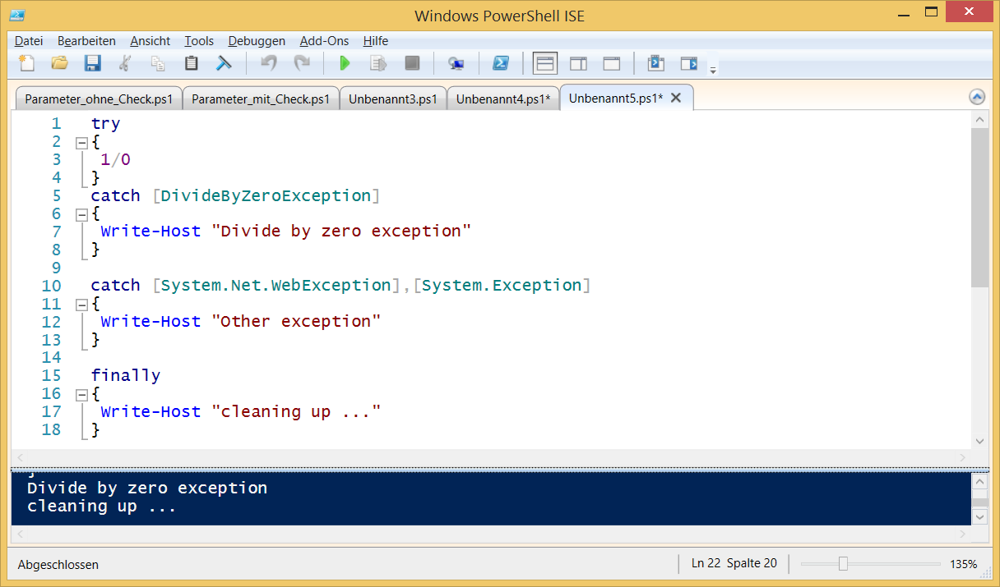 Windows PowerShell ISE
Datei Bearbeiten Ansicht Tools Debuggen Add-Ons Hilfe
Parameter_ohne_Check.ps1 Parameter_mit_Check.ps1 Unbenannt3.ps1 Unbenannt4.ps1* Unbenannt5.ps1*
1 try
2 {
3 1/0
4 }
5 catch [DivideByZeroException]
6 {
7 Write-Host "Divide by zero exception"
8 }
9
10 catch [System.Net.WebException],[System.Exception]
11 {
12 Write-Host "Other exception"
13 }
14
15 finally
16 {
17 Write-Host "cleaning up ..."
18 }
Divide by zero exception
cleaning up ...
Abgeschlossen Ln 22 Spalte 20 135%